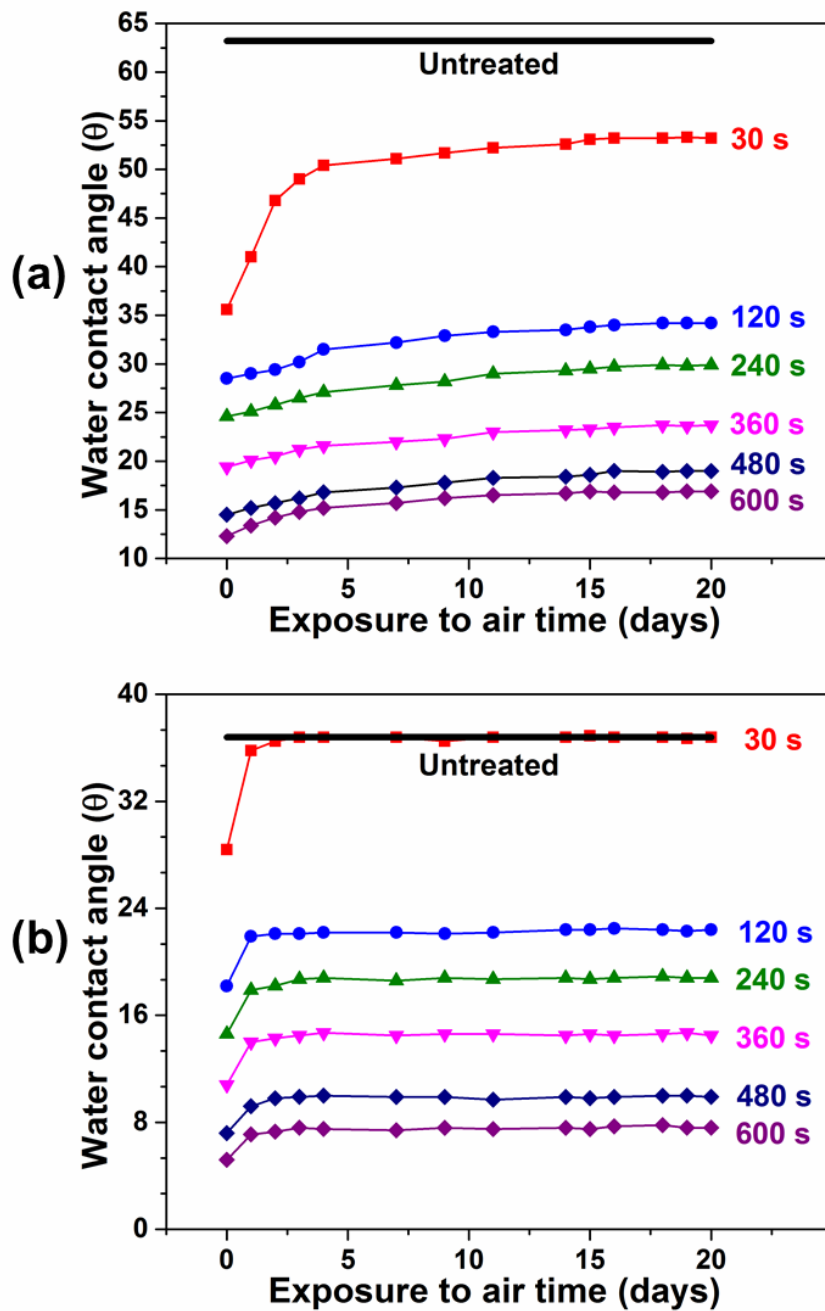 (a)
Water contact angle (θ)
65
60
55
50
45
40
35
30
25
20
15
10
Untreated
30 s
120 s
240 s
360 s
480 s
600 s
0 5 10 15 20
Exposure to air time (days)
(b)
Water contact angle (θ)
40
32
24
16
8
0
Untreated
30 s
120 s
240 s
360 s
480 s
600 s
0 5 10 15 20
Exposure to air time (days)